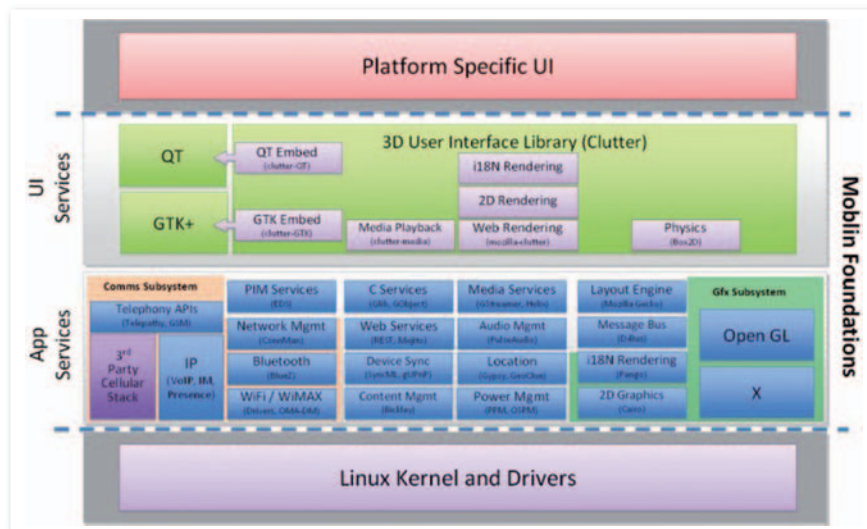 Platform Specific UI
UI Services
3D User Interface Library (Clutter)
QT
QT Embed
(clutter-QT)
i18N Rendering
2D Rendering
GTK+
GTK Embed
(clutter-GTK)
Media Playback
(clutter-media)
Web Rendering
(mozilla-clutter)
Physics
(Box2D)
Moblin Foundations
App Services
Comms Subsystem
Telephony APIs
(Telepathy, GSM)
3rd Party Cellular Stack
IP
(VoIP, IM, Presence)
PIM Services
(EDS)
Network Mgmt
(ConnMan)
Bluetooth
(BlueZ)
WiFi / WiMAX
(Drivers, OMA-DM)
C Services
(Glib, GObject)
Web Services
(REST, Mojito)
Device Sync
(SyncML, gUPnP)
Content Mgmt
(Bickley)
Media Services
(GStreamer, Helix)
Audio Mgmt
(PulseAudio)
Location
(Gypsy, GeoClue)
Power Mgmt
(PPM, OSPM)
Layout Engine
(Mozilla Gecko)
Message Bus
(D-Bus)
i18N Rendering
(Pango)
2D Graphics
(Cairo)
Gfx Subsystem
Open GL
X
Linux Kernel and Drivers